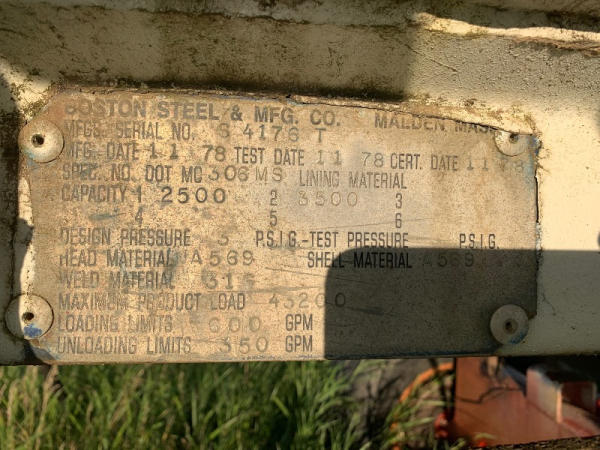 BOSTON STEEL & MFG. CO. MALDEN MASS
MFGS. SERIAL NO. S 4176 T
MFG. DATE 11 78 TEST DATE 11 78 CERT. DATE 11 78
SPEC. NO. DOT MC 306MS LINING MATERIAL
CAPACITY 1 2500 2 3500 3
4 5 6
DESIGN PRESSURE 3 P.S.I.G.-TEST PRESSURE P.S.I.G.
HEAD MATERIAL A569 SHELL-MATERIAL A569
WELD MATERIAL
MAXIMUM PRODUCT LOAD 43200
LOADING LIMITS 600 GPM
UNLOADING LIMITS 350 GPM